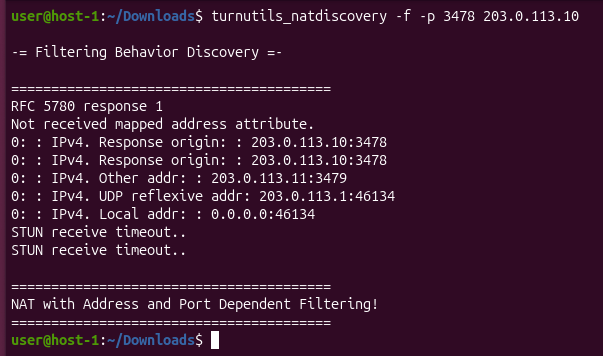 user@host-1:~/Downloads$ turnutils_natdiscovery -f -p 3478 203.0.113.10
-= Filtering Behavior Discovery =-
========================================
RFC 5780 response 1
Not received mapped address attribute.
0: : IPv4. Response origin: : 203.0.113.10:3478
0: : IPv4. Response origin: : 203.0.113.10:3478
0: : IPv4. Other addr: : 203.0.113.11:3479
0: : IPv4. UDP reflexive addr: 203.0.113.1:46134
0: : IPv4. Local addr: : 0.0.0.0:46134
STUN receive timeout..
STUN receive timeout..
========================================
NAT with Address and Port Dependent Filtering!
========================================
user@host-1:~/Downloads$